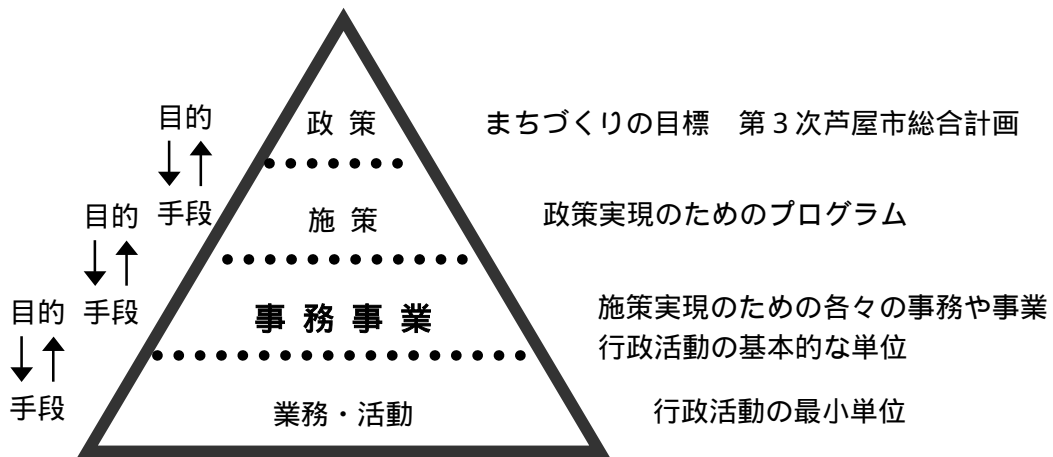 目的
政 策
まちづくりの目標　第３次芦屋市総合計画
目的 手段
施 策
政策実現のためのプログラム
目的 手段
事 務 事 業
施策実現のための各々の事務や事業
行政活動の基本的な単位
手段
業務・活動
行政活動の最小単位